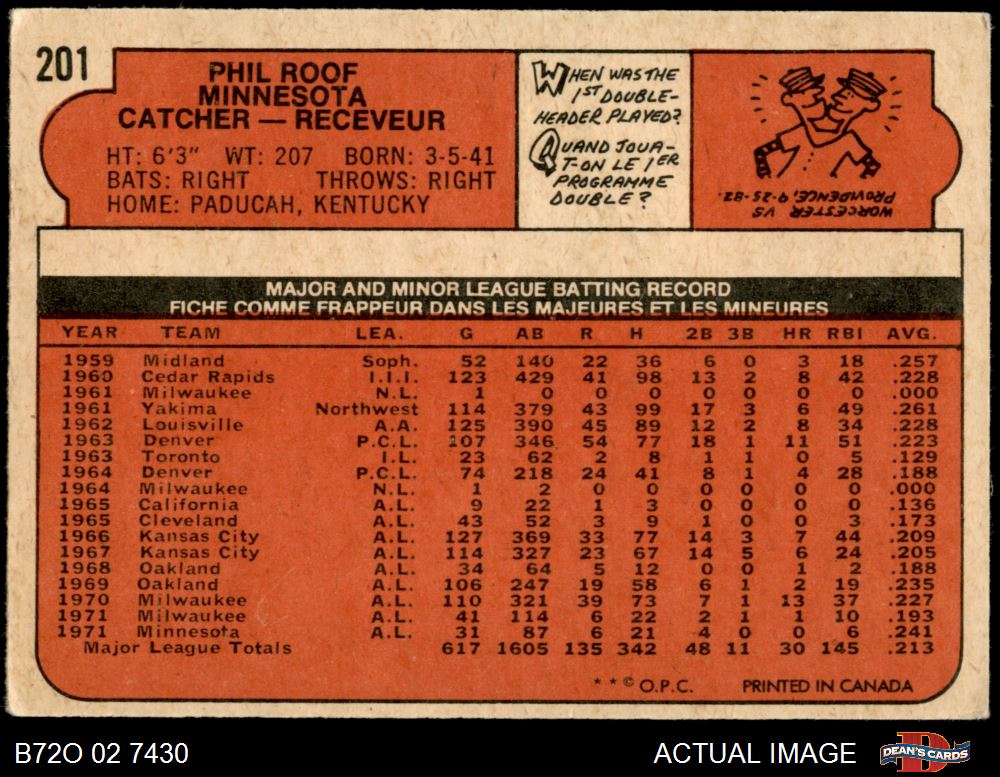 201
PHIL ROOF
MINNESOTA
CATCHER — RECEVEUR
HT: 6'3" WT: 207 BORN: 3-5-41
BATS: RIGHT THROWS: RIGHT
HOME: PADUCAH, KENTUCKY
WHEN WAS THE
1ST DOUBLE-
HEADER PLAYED?
QUAND JOUA-
T-ON LE 1ER
PROGRAMME
DOUBLE?
WORCESTER VS
PROVIDENCE, 9-25-82.
MAJOR AND MINOR LEAGUE BATTING RECORD
FICHE COMME FRAPPEUR DANS LES MAJEURES ET LES MINEURES
YEAR TEAM LEA. G AB R H 2B 3B HR RBI AVG.
1959 Midland Soph. 52 140 22 36 6 0 3 18 .257
1960 Cedar Rapids I.I.I. 123 429 41 98 13 2 8 42 .228
1961 Milwaukee N.L. 1 0 0 0 0 0 0 0 .000
1961 Yakima Northwest 114 379 43 99 17 3 6 49 .261
1962 Louisville A.A. 125 390 45 89 12 2 8 34 .228
1963 Denver P.C.L. 107 346 54 77 18 1 11 51 .223
1963 Toronto I.L. 23 62 2 8 1 1 0 5 .129
1964 Denver P.C.L. 74 218 24 41 8 1 4 28 .188
1964 Milwaukee N.L. 1 2 0 0 0 0 0 0 .000
1965 California A.L. 9 22 1 3 0 0 0 0 .136
1965 Cleveland A.L. 43 52 3 9 1 0 0 3 .173
1966 Kansas City A.L. 127 369 33 77 14 3 7 44 .209
1967 Kansas City A.L. 114 327 23 67 14 5 6 24 .205
1968 Oakland A.L. 34 64 5 12 0 0 1 2 .188
1969 Oakland A.L. 106 247 19 58 6 1 2 19 .235
1970 Milwaukee A.L. 110 321 39 73 7 1 13 37 .227
1971 Milwaukee A.L. 41 114 6 22 2 1 1 10 .193
1971 Minnesota A.L. 31 87 6 21 4 0 0 6 .241
Major League Totals 617 1605 135 342 48 11 30 145 .213
* * © O.P.C. PRINTED IN CANADA
B72O 02 7430 ACTUAL IMAGE DEAN'S CARDS